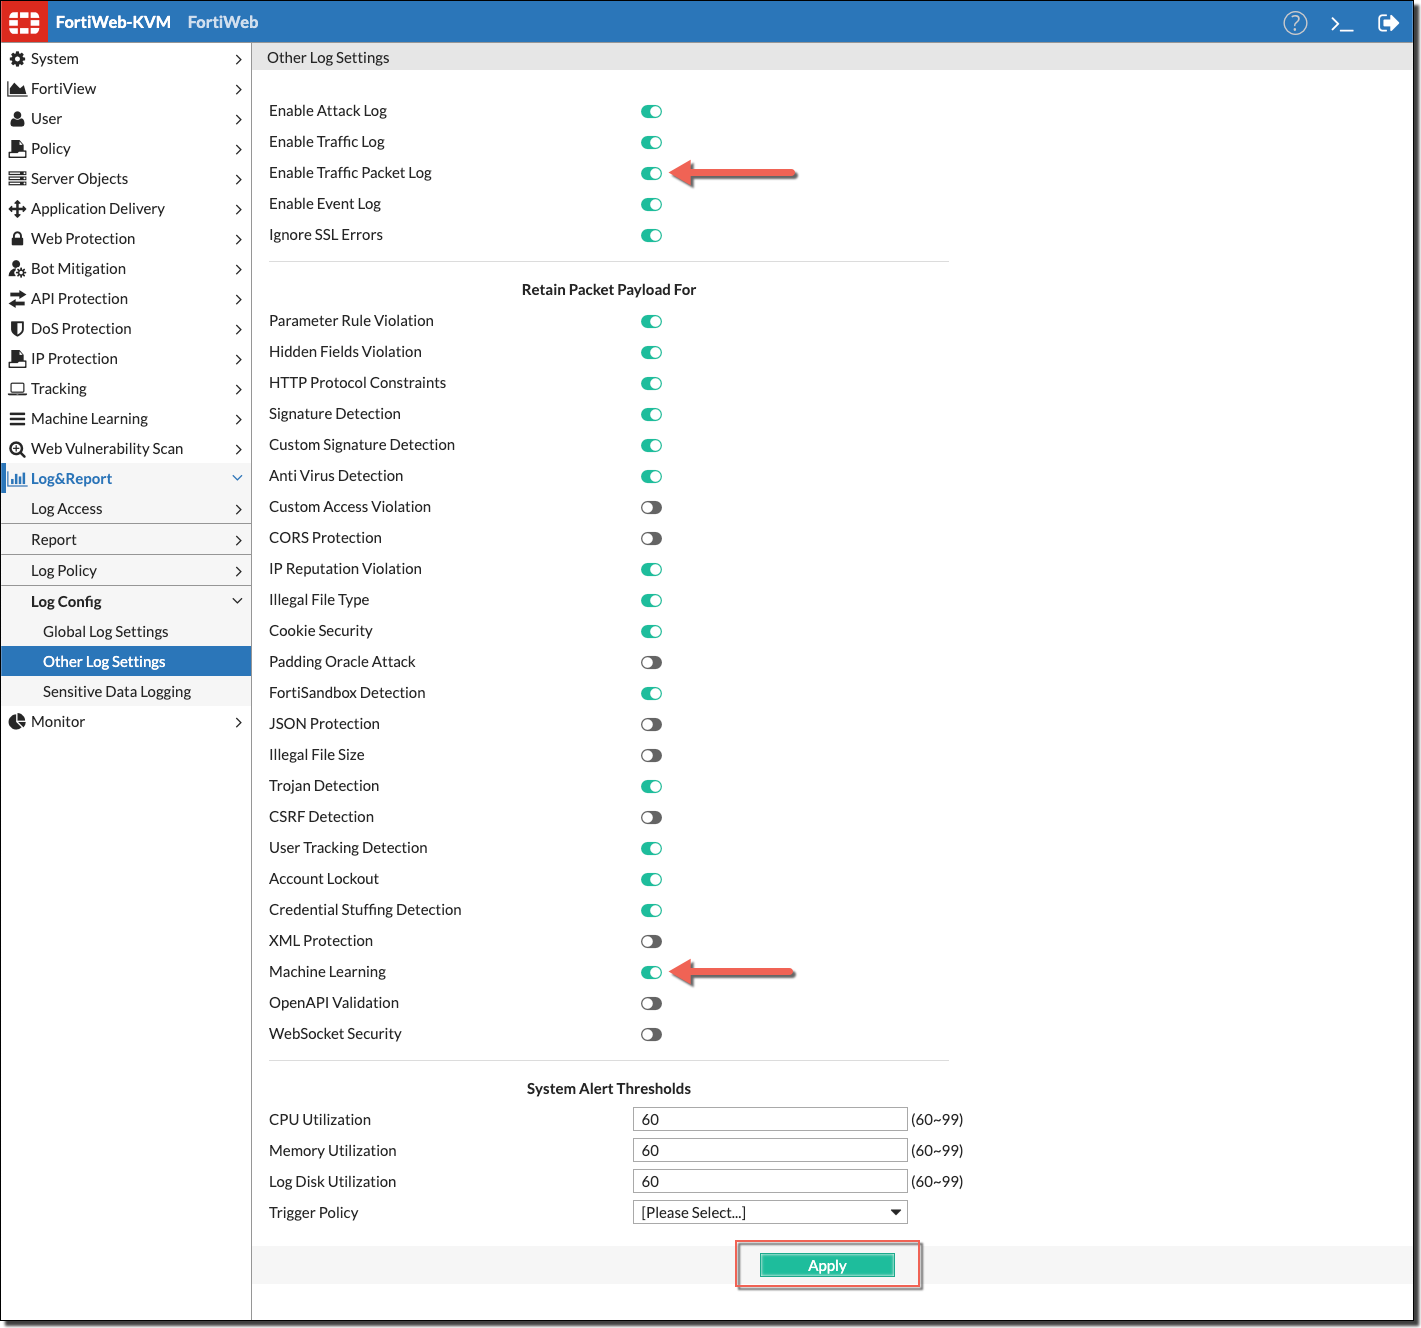 FortiWeb-KVM FortiWeb
System
FortiView
User
Policy
Server Objects
Application Delivery
Web Protection
Bot Mitigation
API Protection
DoS Protection
IP Protection
Tracking
Machine Learning
Web Vulnerability Scan
Log&Report
Log Access
Report
Log Policy
Log Config
Global Log Settings
Other Log Settings
Sensitive Data Logging
Monitor
Other Log Settings
Enable Attack Log
Enable Traffic Log
Enable Traffic Packet Log
Enable Event Log
Ignore SSL Errors
Retain Packet Payload For
Parameter Rule Violation
Hidden Fields Violation
HTTP Protocol Constraints
Signature Detection
Custom Signature Detection
Anti Virus Detection
Custom Access Violation
CORS Protection
IP Reputation Violation
Illegal File Type
Cookie Security
Padding Oracle Attack
FortiSandbox Detection
JSON Protection
Illegal File Size
Trojan Detection
CSRF Detection
User Tracking Detection
Account Lockout
Credential Stuffing Detection
XML Protection
Machine Learning
OpenAPI Validation
WebSocket Security
System Alert Thresholds
CPU Utilization 60 (60~99)
Memory Utilization 60 (60~99)
Log Disk Utilization 60 (60~99)
Trigger Policy [Please Select...]
Apply